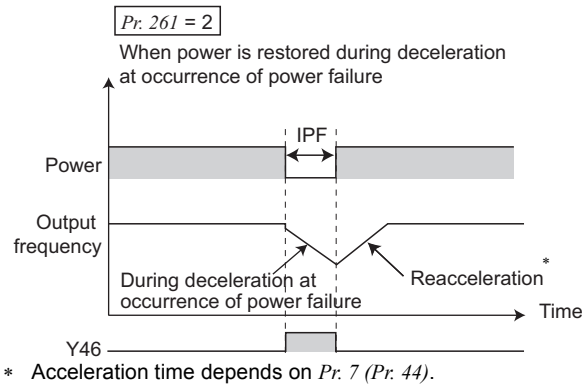 Pr. 261 = 2
When power is restored during deceleration
at occurrence of power failure
IPF
Power
Output
frequency
During deceleration at
occurrence of power failure
Reacceleration*
Time
Y46
* Acceleration time depends on Pr. 7 (Pr. 44).